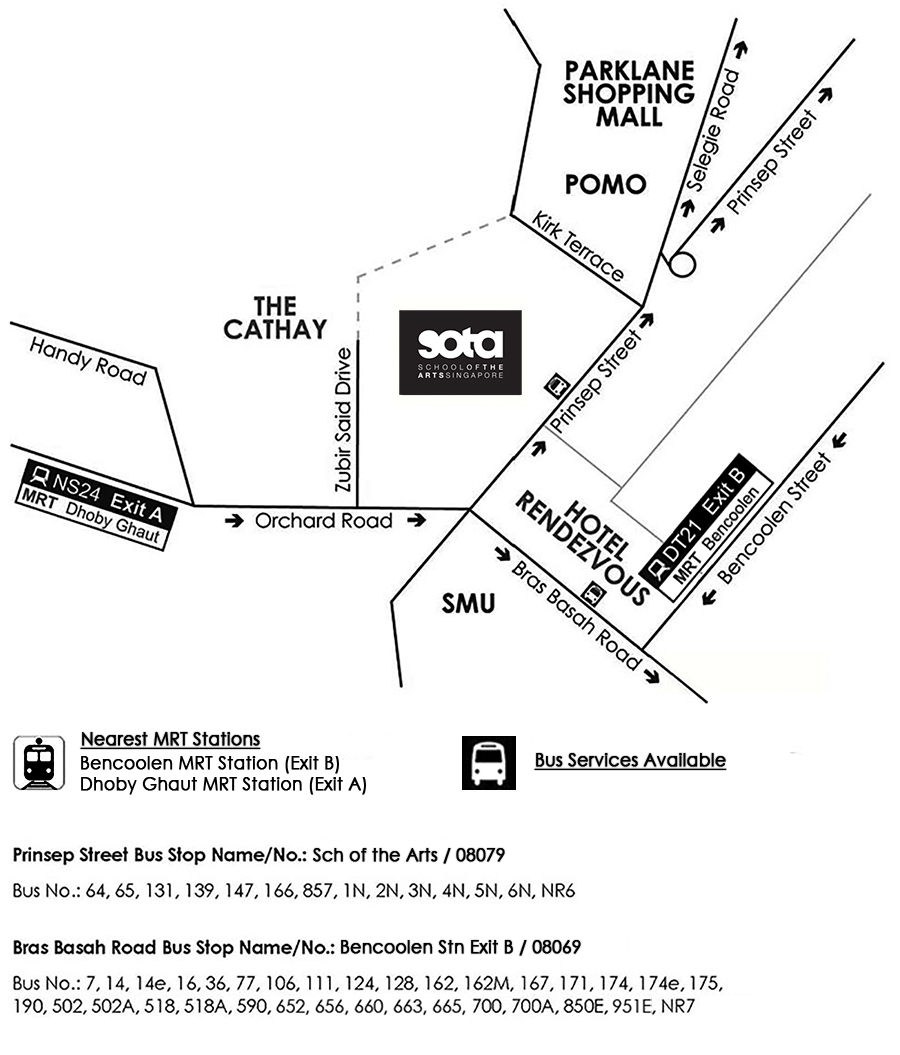 PARKLANE
SHOPPING
MALL
Selegie Road
Prinsep Street
POMO
Kirk Terrace
THE
CATHAY
Handy Road
Zubir Said Drive
sota
SCHOOLOFTHE
ARTSSINGAPORE
Prinsep Street
NS24 Exit A
MRT Dhoby Ghaut
Orchard Road
HOTEL
RENDEZVOUS
DT21 Exit B
MRT Bencoolen
Bencoolen Street
SMU
Bras Basah Road
Nearest MRT Stations
Bencoolen MRT Station (Exit B)
Dhoby Ghaut MRT Station (Exit A)
Bus Services Available
Prinsep Street Bus Stop Name/No.: Sch of the Arts / 08079
Bus No.: 64, 65, 131, 139, 147, 166, 857, 1N, 2N, 3N, 4N, 5N, 6N, NR6
Bras Basah Road Bus Stop Name/No.: Bencoolen Stn Exit B / 08069
Bus No.: 7, 14, 14e, 16, 36, 77, 106, 111, 124, 128, 162, 162M, 167, 171, 174, 174e, 175,
190, 502, 502A, 518, 518A, 590, 652, 656, 660, 663, 665, 700, 700A, 850E, 951E, NR7